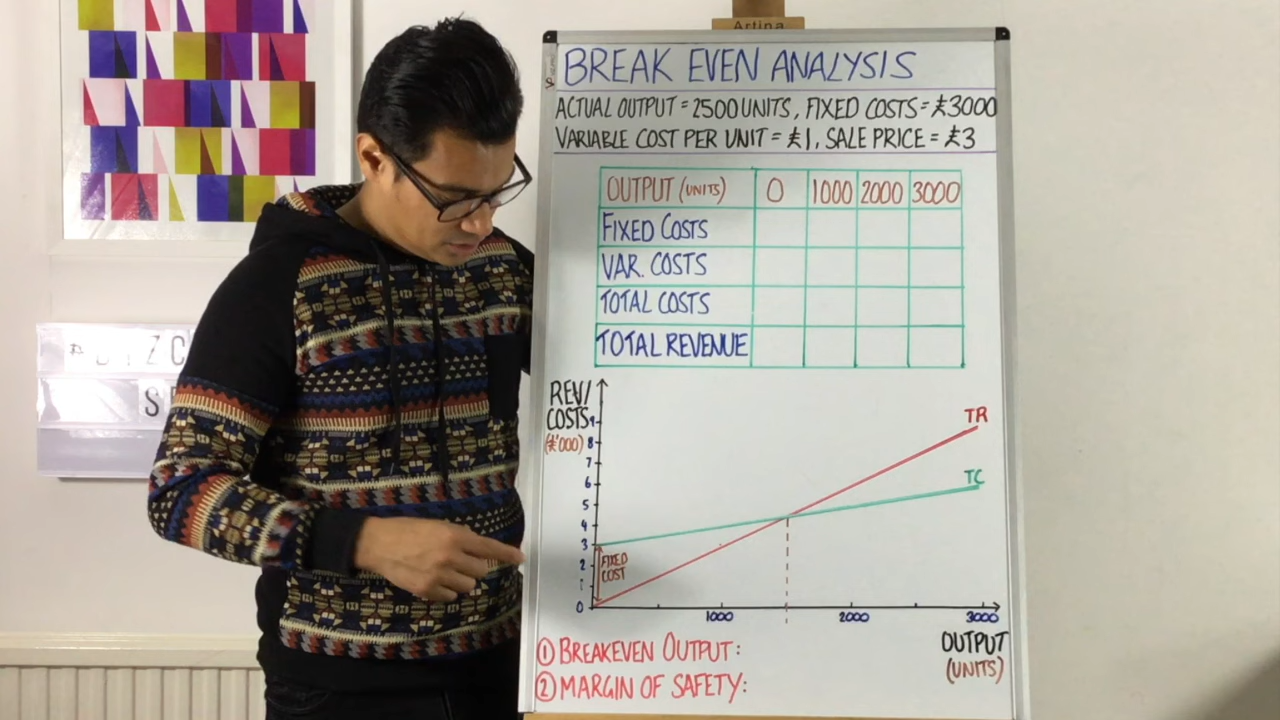 Artina
BREAK EVEN ANALYSIS
ACTUAL OUTPUT = 2500 UNITS, FIXED COSTS = £3000
VARIABLE COST PER UNIT = £1, SALE PRICE = £3
OUTPUT (UNITS) 0 1000 2000 3000
FIXED COSTS
VAR. COSTS
TOTAL COSTS
TOTAL REVENUE
REV/
COSTS
(£'000)
9
8
7
6
5
4
3
2
1
0
TR
TC
FIXED
COST
1000 2000 3000
OUTPUT
(UNITS)
① BREAKEVEN OUTPUT:
② MARGIN OF SAFETY: